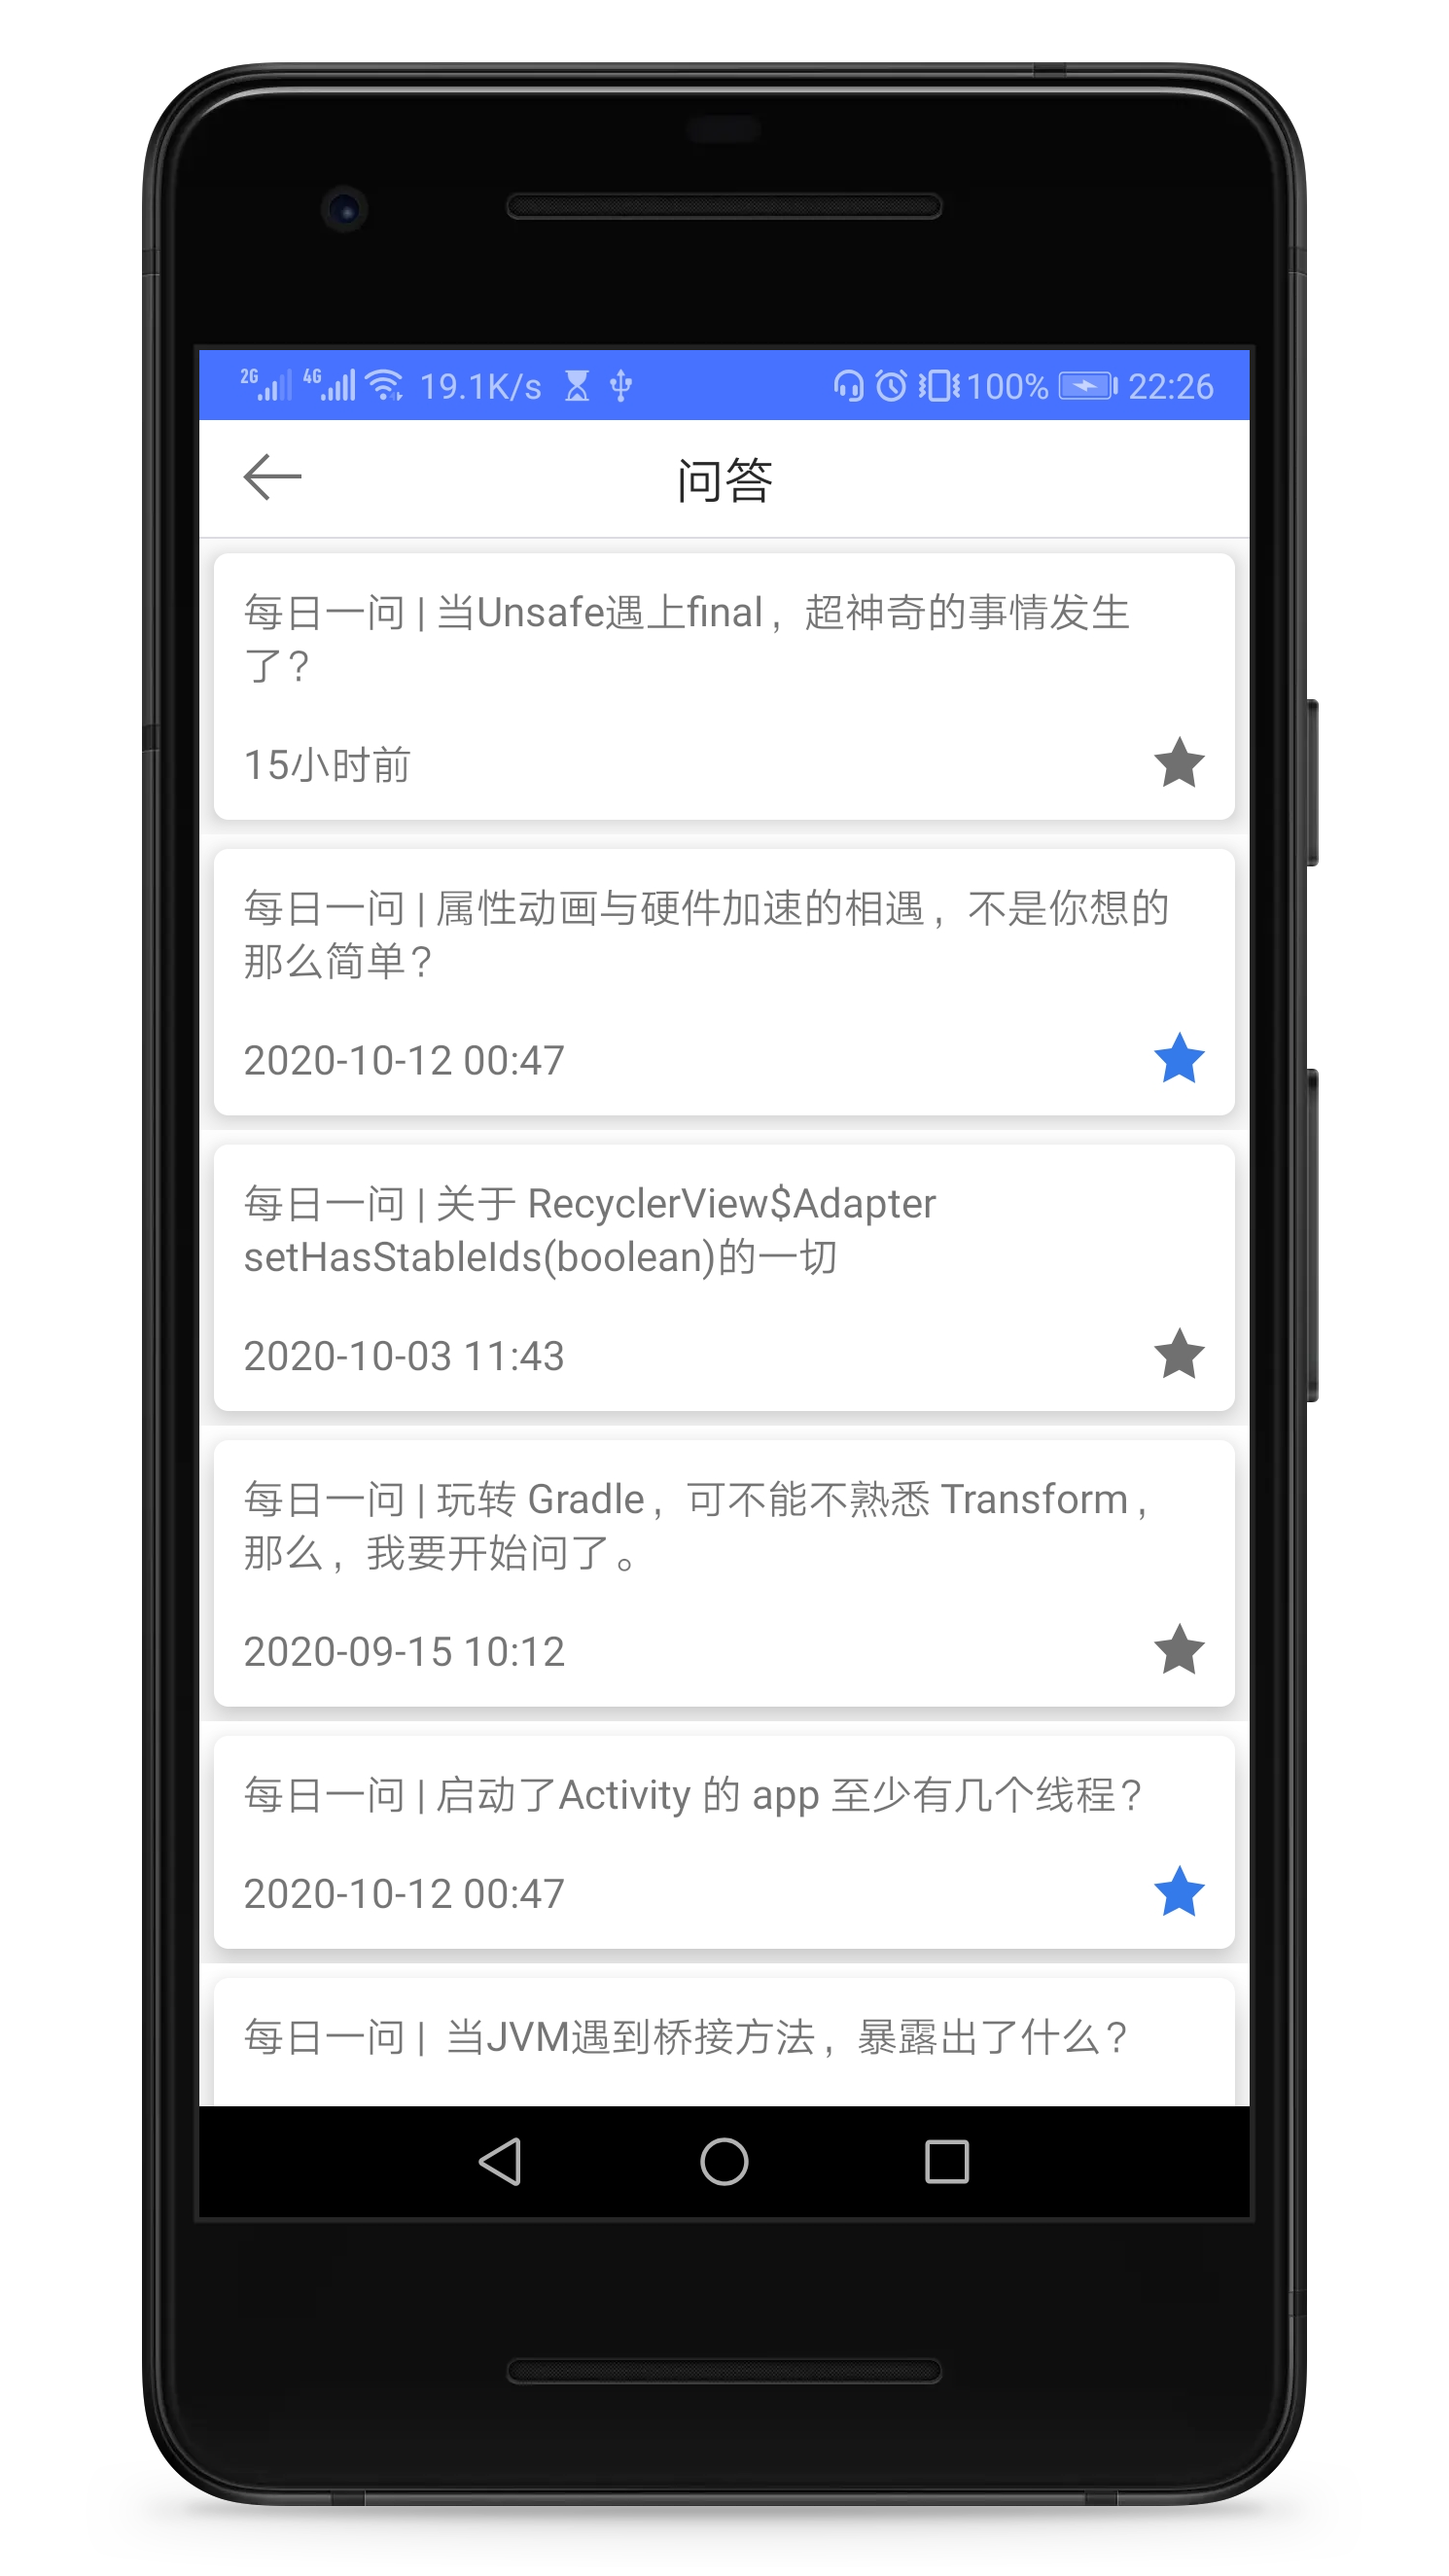 2G 4G 19.1K/s 100% 22:26
问答
每日一问 | 当Unsafe遇上final，超神奇的事情发生
了？
15小时前
每日一问 | 属性动画与硬件加速的相遇，不是你想的
那么简单？
2020-10-12 00:47
每日一问 | 关于 RecyclerView$Adapter
setHasStableIds(boolean)的一切
2020-10-03 11:43
每日一问 | 玩转 Gradle，可不能不熟悉 Transform，
那么，我要开始问了。
2020-09-15 10:12
每日一问 | 启动了Activity 的 app 至少有几个线程？
2020-10-12 00:47
每日一问 | 当JVM遇到桥接方法，暴露出了什么？